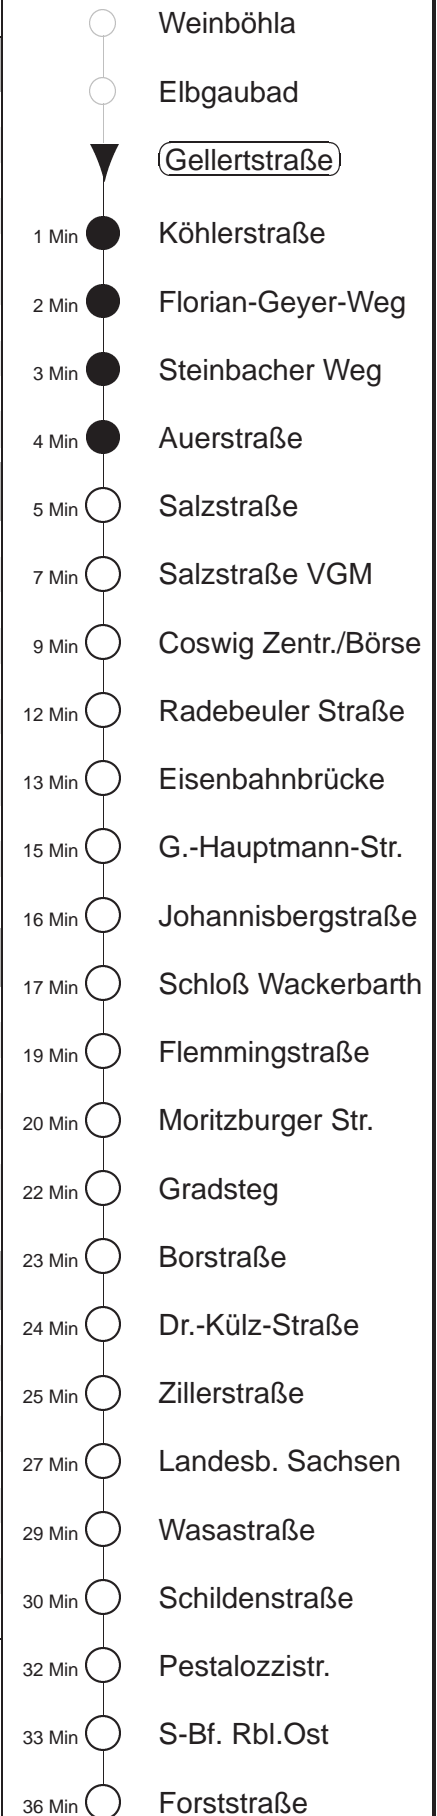 Weinböhla
Elbgaubad
Gellertstraße
1 Min Köhlerstraße
2 Min Florian-Geyer-Weg
3 Min Steinbacher Weg
4 Min Auerstraße
5 Min Salzstraße
7 Min Salzstraße VGM
9 Min Coswig Zentr./Börse
12 Min Radebeuler Straße
13 Min Eisenbahnbrücke
15 Min G.-Hauptmann-Str.
16 Min Johannisbergstraße
17 Min Schloß Wackerbarth
19 Min Flemmingstraße
20 Min Moritzburger Str.
22 Min Gradsteg
23 Min Borstraße
24 Min Dr.-Külz-Straße
25 Min Zillerstraße
27 Min Landesb. Sachsen
29 Min Wasastraße
30 Min Schildenstraße
32 Min Pestalozzistr.
33 Min S-Bf. Rbl.Ost
36 Min Forststraße